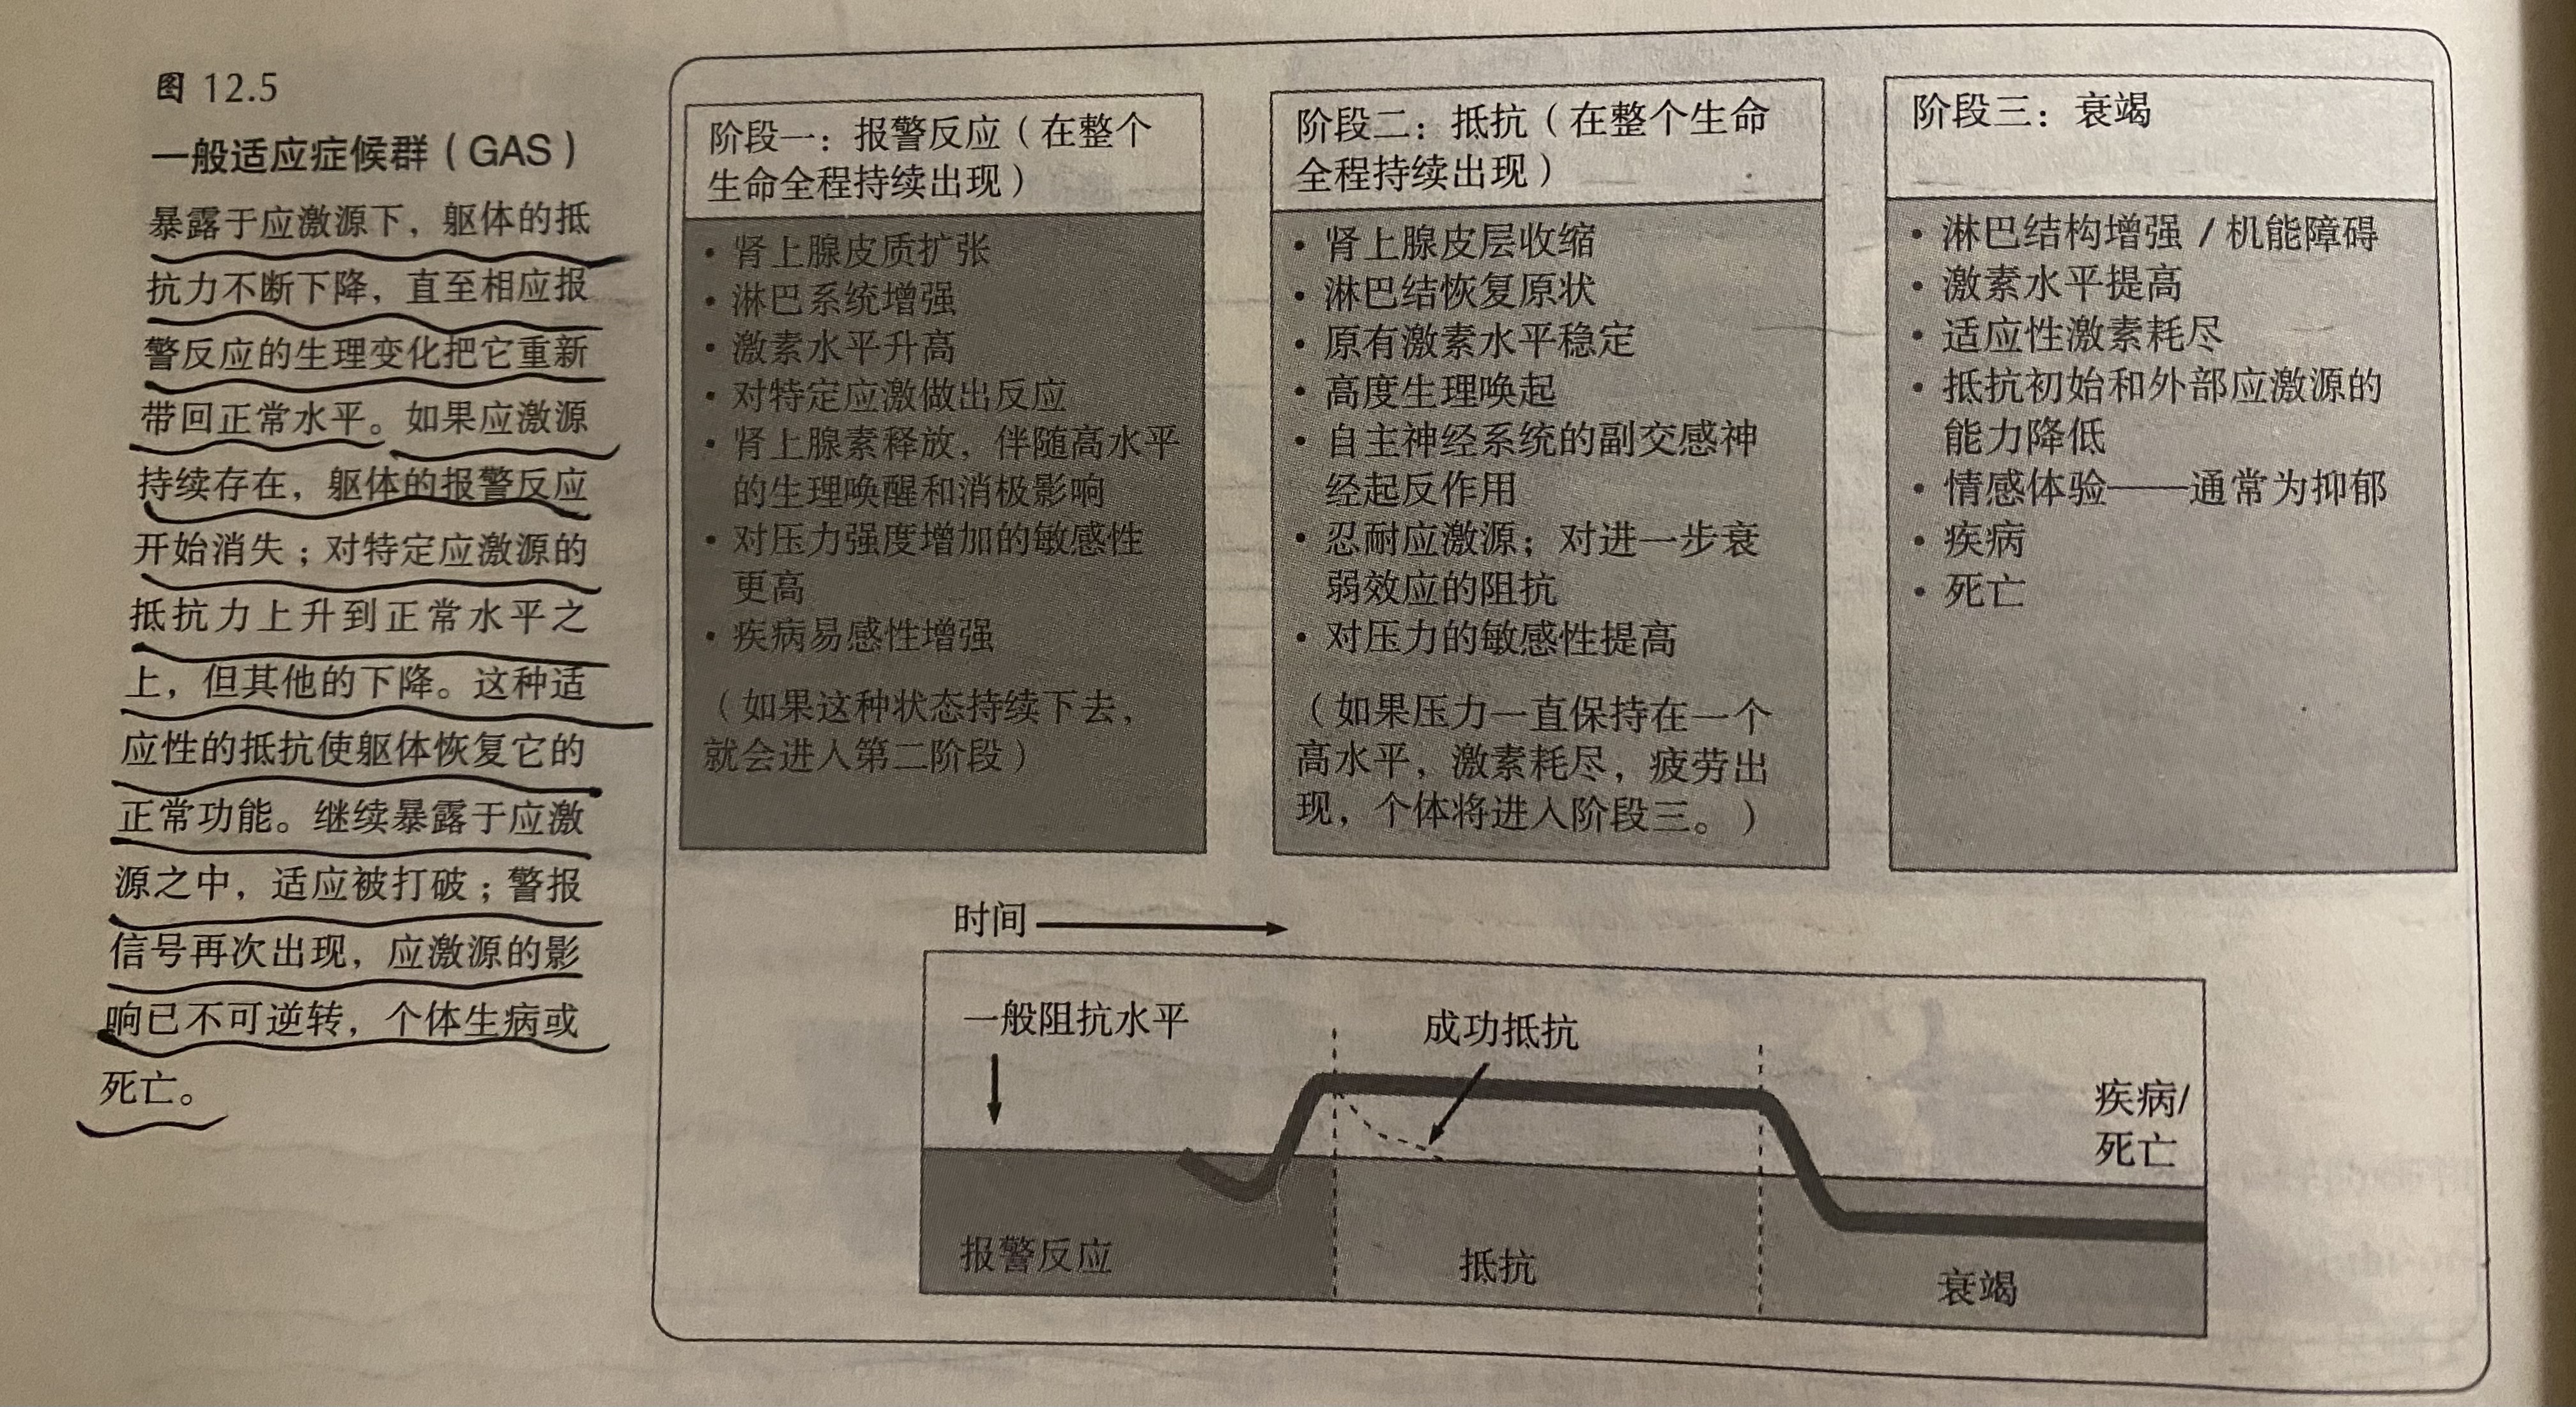 图 12.5
一般适应症候群（GAS）
暴露于应激源下，躯体的抵
抗力不断下降，直至相应报
警反应的生理变化把它重新
带回正常水平。如果应激源
持续存在，躯体的报警反应
开始消失；对特定应激源的
抵抗力上升到正常水平之
上，但其他的下降。这种适
应性的抵抗使躯体恢复它的
正常功能。继续暴露于应激
源之中，适应被打破；警报
信号再次出现，应激源的影
响已不可逆转，个体生病或
死亡。
阶段一：报警反应（在整个
生命全程持续出现）
• 肾上腺皮质扩张
• 淋巴系统增强
• 激素水平升高
• 对特定应激做出反应
• 肾上腺素释放，伴随高水平
的生理唤醒和消极影响
• 对压力强度增加的敏感性
更高
• 疾病易感性增强
（如果这种状态持续下去，
就会进入第二阶段）
阶段二：抵抗（在整个生命
全程持续出现）
• 肾上腺皮层收缩
• 淋巴结恢复原状
• 原有激素水平稳定
• 高度生理唤起
• 自主神经系统的副交感神
经起反作用
• 忍耐应激源；对进一步衰
弱效应的阻抗
• 对压力的敏感性提高
（如果压力一直保持在一个
高水平，激素耗尽，疲劳出
现，个体将进入阶段三。）
阶段三：衰竭
• 淋巴结构增强 / 机能障碍
• 激素水平提高
• 适应性激素耗尽
• 抵抗初始和外部应激源的
能力降低
• 情感体验——通常为抑郁
• 疾病
• 死亡
时间
一般阻抗水平
成功抵抗
疾病/
死亡
报警反应
抵抗
衰竭